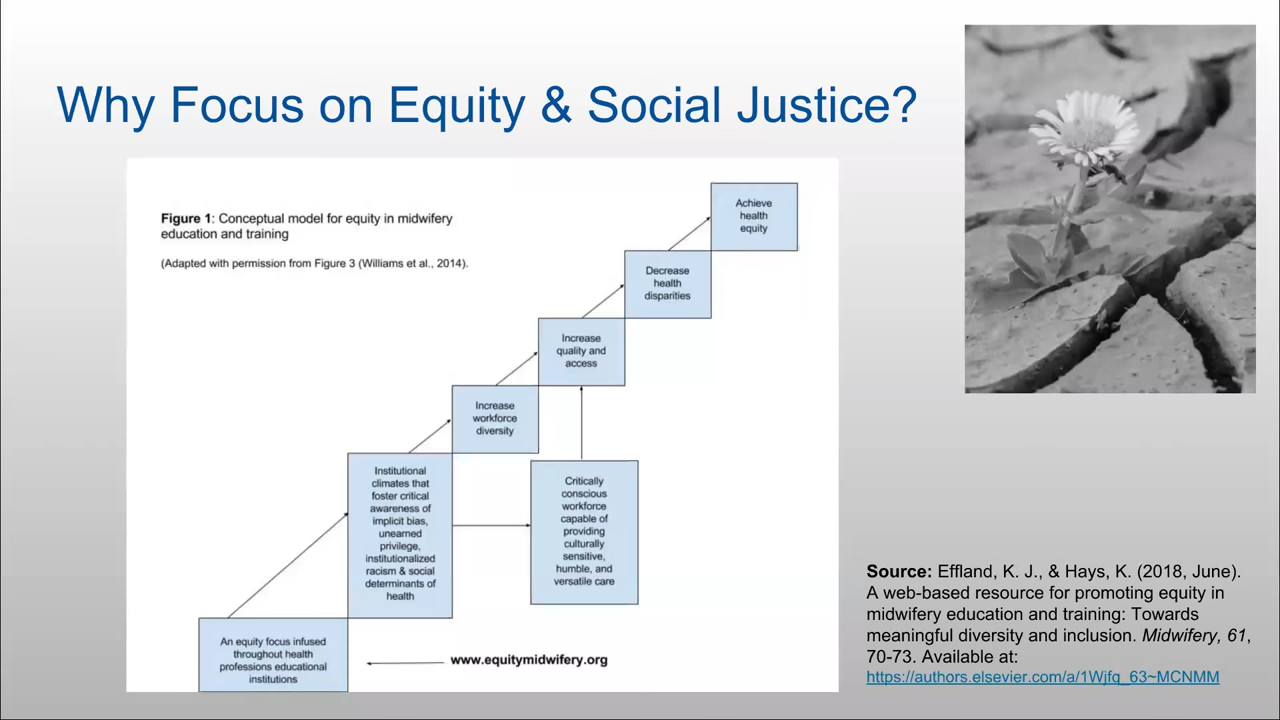 Why Focus on Equity & Social Justice?
Figure 1: Conceptual model for equity in midwifery
education and training
(Adapted with permission from Figure 3 (Williams et al., 2014).
Achieve
health
equity
Decrease
health
disparities
Increase
quality and
access
Increase
workforce
diversity
Institutional
climates that
foster critical
awareness of
implicit bias,
unearned
privilege,
institutionalized
racism & social
determinants of
health
Critically
conscious
workforce
capable of
providing
culturally
sensitive,
humble, and
versatile care
An equity focus infused
throughout health
professions educational
institutions
www.equitymidwifery.org
Source: Effland, K. J., & Hays, K. (2018, June).
A web-based resource for promoting equity in
midwifery education and training: Towards
meaningful diversity and inclusion. Midwifery, 61,
70-73. Available at:
https://authors.elsevier.com/a/1Wjfq_63~MCNMM